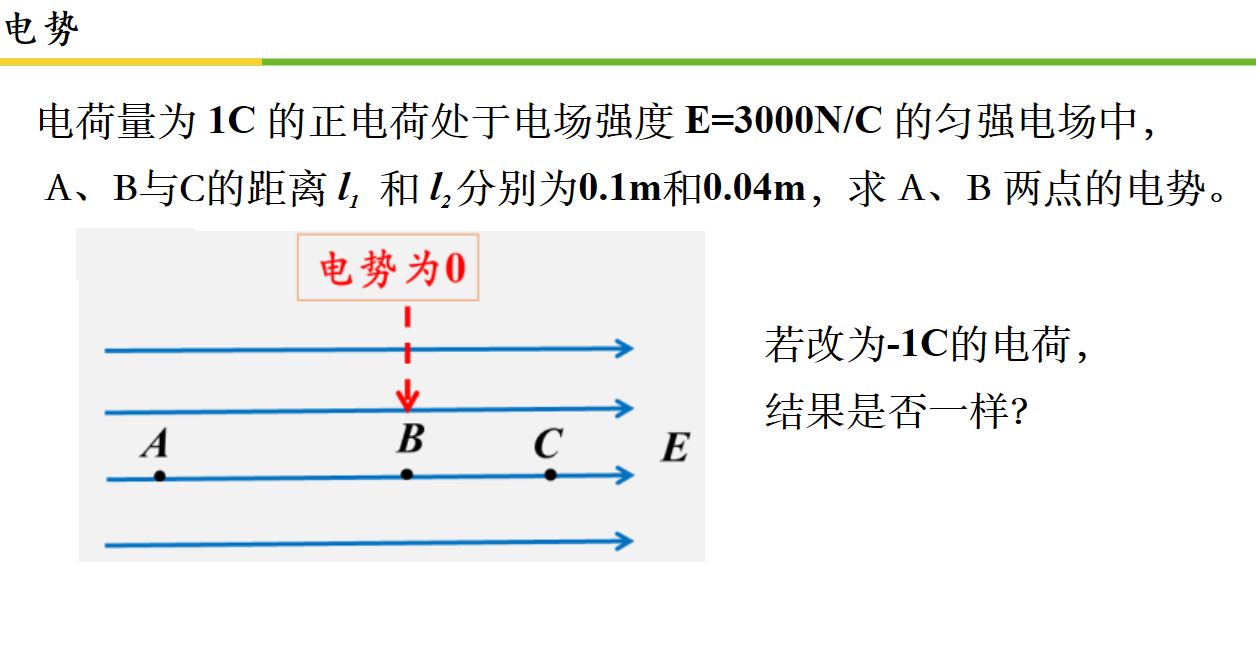 电势
电荷量为 1C 的正电荷处于电场强度 E=3000N/C 的匀强电场中，
A、B与C的距离 l₁ 和 l₂分别为0.1m和0.04m，求 A、B 两点的电势。
电势为0
A
B
C
E
若改为-1C的电荷，
结果是否一样?